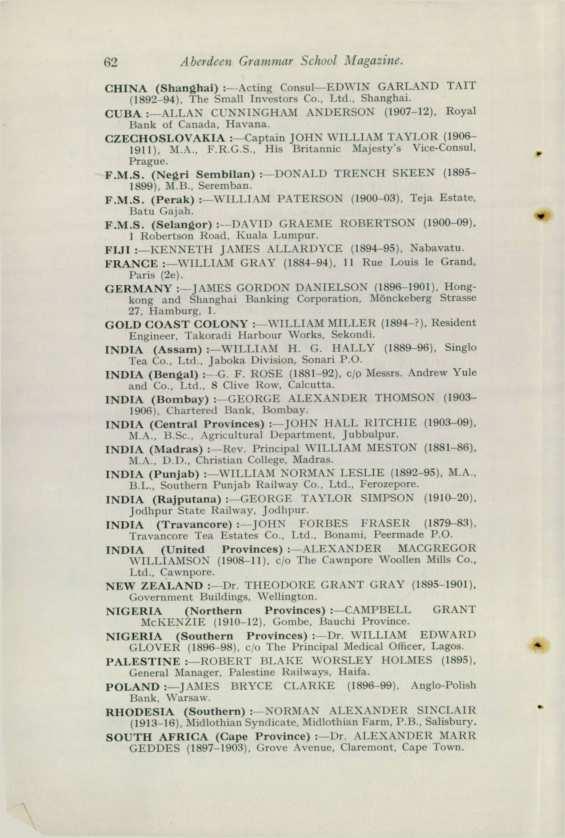 62 Aberdeen Grammar School Magazine.
CHINA (Shanghai) :—Acting Consul—EDWIN GARLAND TAIT
(1892–94), The Small Investors Co., Ltd., Shanghai.
CUBA :—ALLAN CUNNINGHAM ANDERSON (1907–12), Royal
Bank of Canada, Havana.
CZECHOSLOVAKIA :—Captain JOHN WILLIAM TAYLOR (1906–
1911), M.A., F.R.G.S., His Britannic Majesty's Vice-Consul,
Prague.
F.M.S. (Negri Sembilan) :—DONALD TRENCH SKEEN (1895–
1899), M.B., Seremban.
F.M.S. (Perak) :—WILLIAM PATERSON (1900–03), Teja Estate,
Batu Gajah.
F.M.S. (Selangor) :—DAVID GRAEME ROBERTSON (1900–09),
1 Robertson Road, Kuala Lumpur.
FIJI :—KENNETH JAMES ALLARDYCE (1894–95), Nabavatu.
FRANCE :—WILLIAM GRAY (1884–94), 11 Rue Louis le Grand,
Paris (2e).
GERMANY :—JAMES GORDON DANIELSON (1896–1901), Hong-
kong and Shanghai Banking Corporation, Mönckeberg Strasse
27, Hamburg, 1.
GOLD COAST COLONY :—WILLIAM MILLER (1894–?), Resident
Engineer, Takoradi Harbour Works, Sekondi.
INDIA (Assam) :—WILLIAM H. G. HALLY (1889–96), Singlo
Tea Co., Ltd., Jaboka Division, Sonari P.O.
INDIA (Bengal) :—G. F. ROSE (1881–92), c/o Messrs. Andrew Yule
and Co., Ltd., 8 Clive Row, Calcutta.
INDIA (Bombay) :—GEORGE ALEXANDER THOMSON (1903–
1906), Chartered Bank, Bombay.
INDIA (Central Provinces) :—JOHN HALL RITCHIE (1903–09),
M.A., B.Sc., Agricultural Department, Jubbulpur.
INDIA (Madras) :—Rev. Principal WILLIAM MESTON (1881–86),
M.A., D.D., Christian College, Madras.
INDIA (Punjab) :—WILLIAM NORMAN LESLIE (1892–95), M.A.,
B.L., Southern Punjab Railway Co., Ltd., Ferozepore.
INDIA (Rajputana) :—GEORGE TAYLOR SIMPSON (1910–20),
Jodhpur State Railway, Jodhpur.
INDIA (Travancore) :—JOHN FORBES FRASER (1879–83),
Travancore Tea Estates Co., Ltd., Bonami, Peermade P.O.
INDIA (United Provinces) :—ALEXANDER MACGREGOR
WILLIAMSON (1908–11), c/o The Cawnpore Woollen Mills Co.,
Ltd., Cawnpore.
NEW ZEALAND :—Dr. THEODORE GRANT GRAY (1895–1901),
Government Buildings, Wellington.
NIGERIA (Northern Provinces) :—CAMPBELL GRANT
McKENZIE (1910–12), Gombe, Bauchi Province.
NIGERIA (Southern Provinces) :—Dr. WILLIAM EDWARD
GLOVER (1896–98), c/o The Principal Medical Officer, Lagos.
PALESTINE :—ROBERT BLAKE WORSLEY HOLMES (1895),
General Manager, Palestine Railways, Haifa.
POLAND :—JAMES BRYCE CLARKE (1896–99), Anglo-Polish
Bank, Warsaw.
RHODESIA (Southern) :—NORMAN ALEXANDER SINCLAIR
(1913–16), Midlothian Syndicate, Midlothian Farm, P.B., Salisbury.
SOUTH AFRICA (Cape Province) :—Dr. ALEXANDER MARR
GEDDES (1897–1903), Grove Avenue, Claremont, Cape Town.